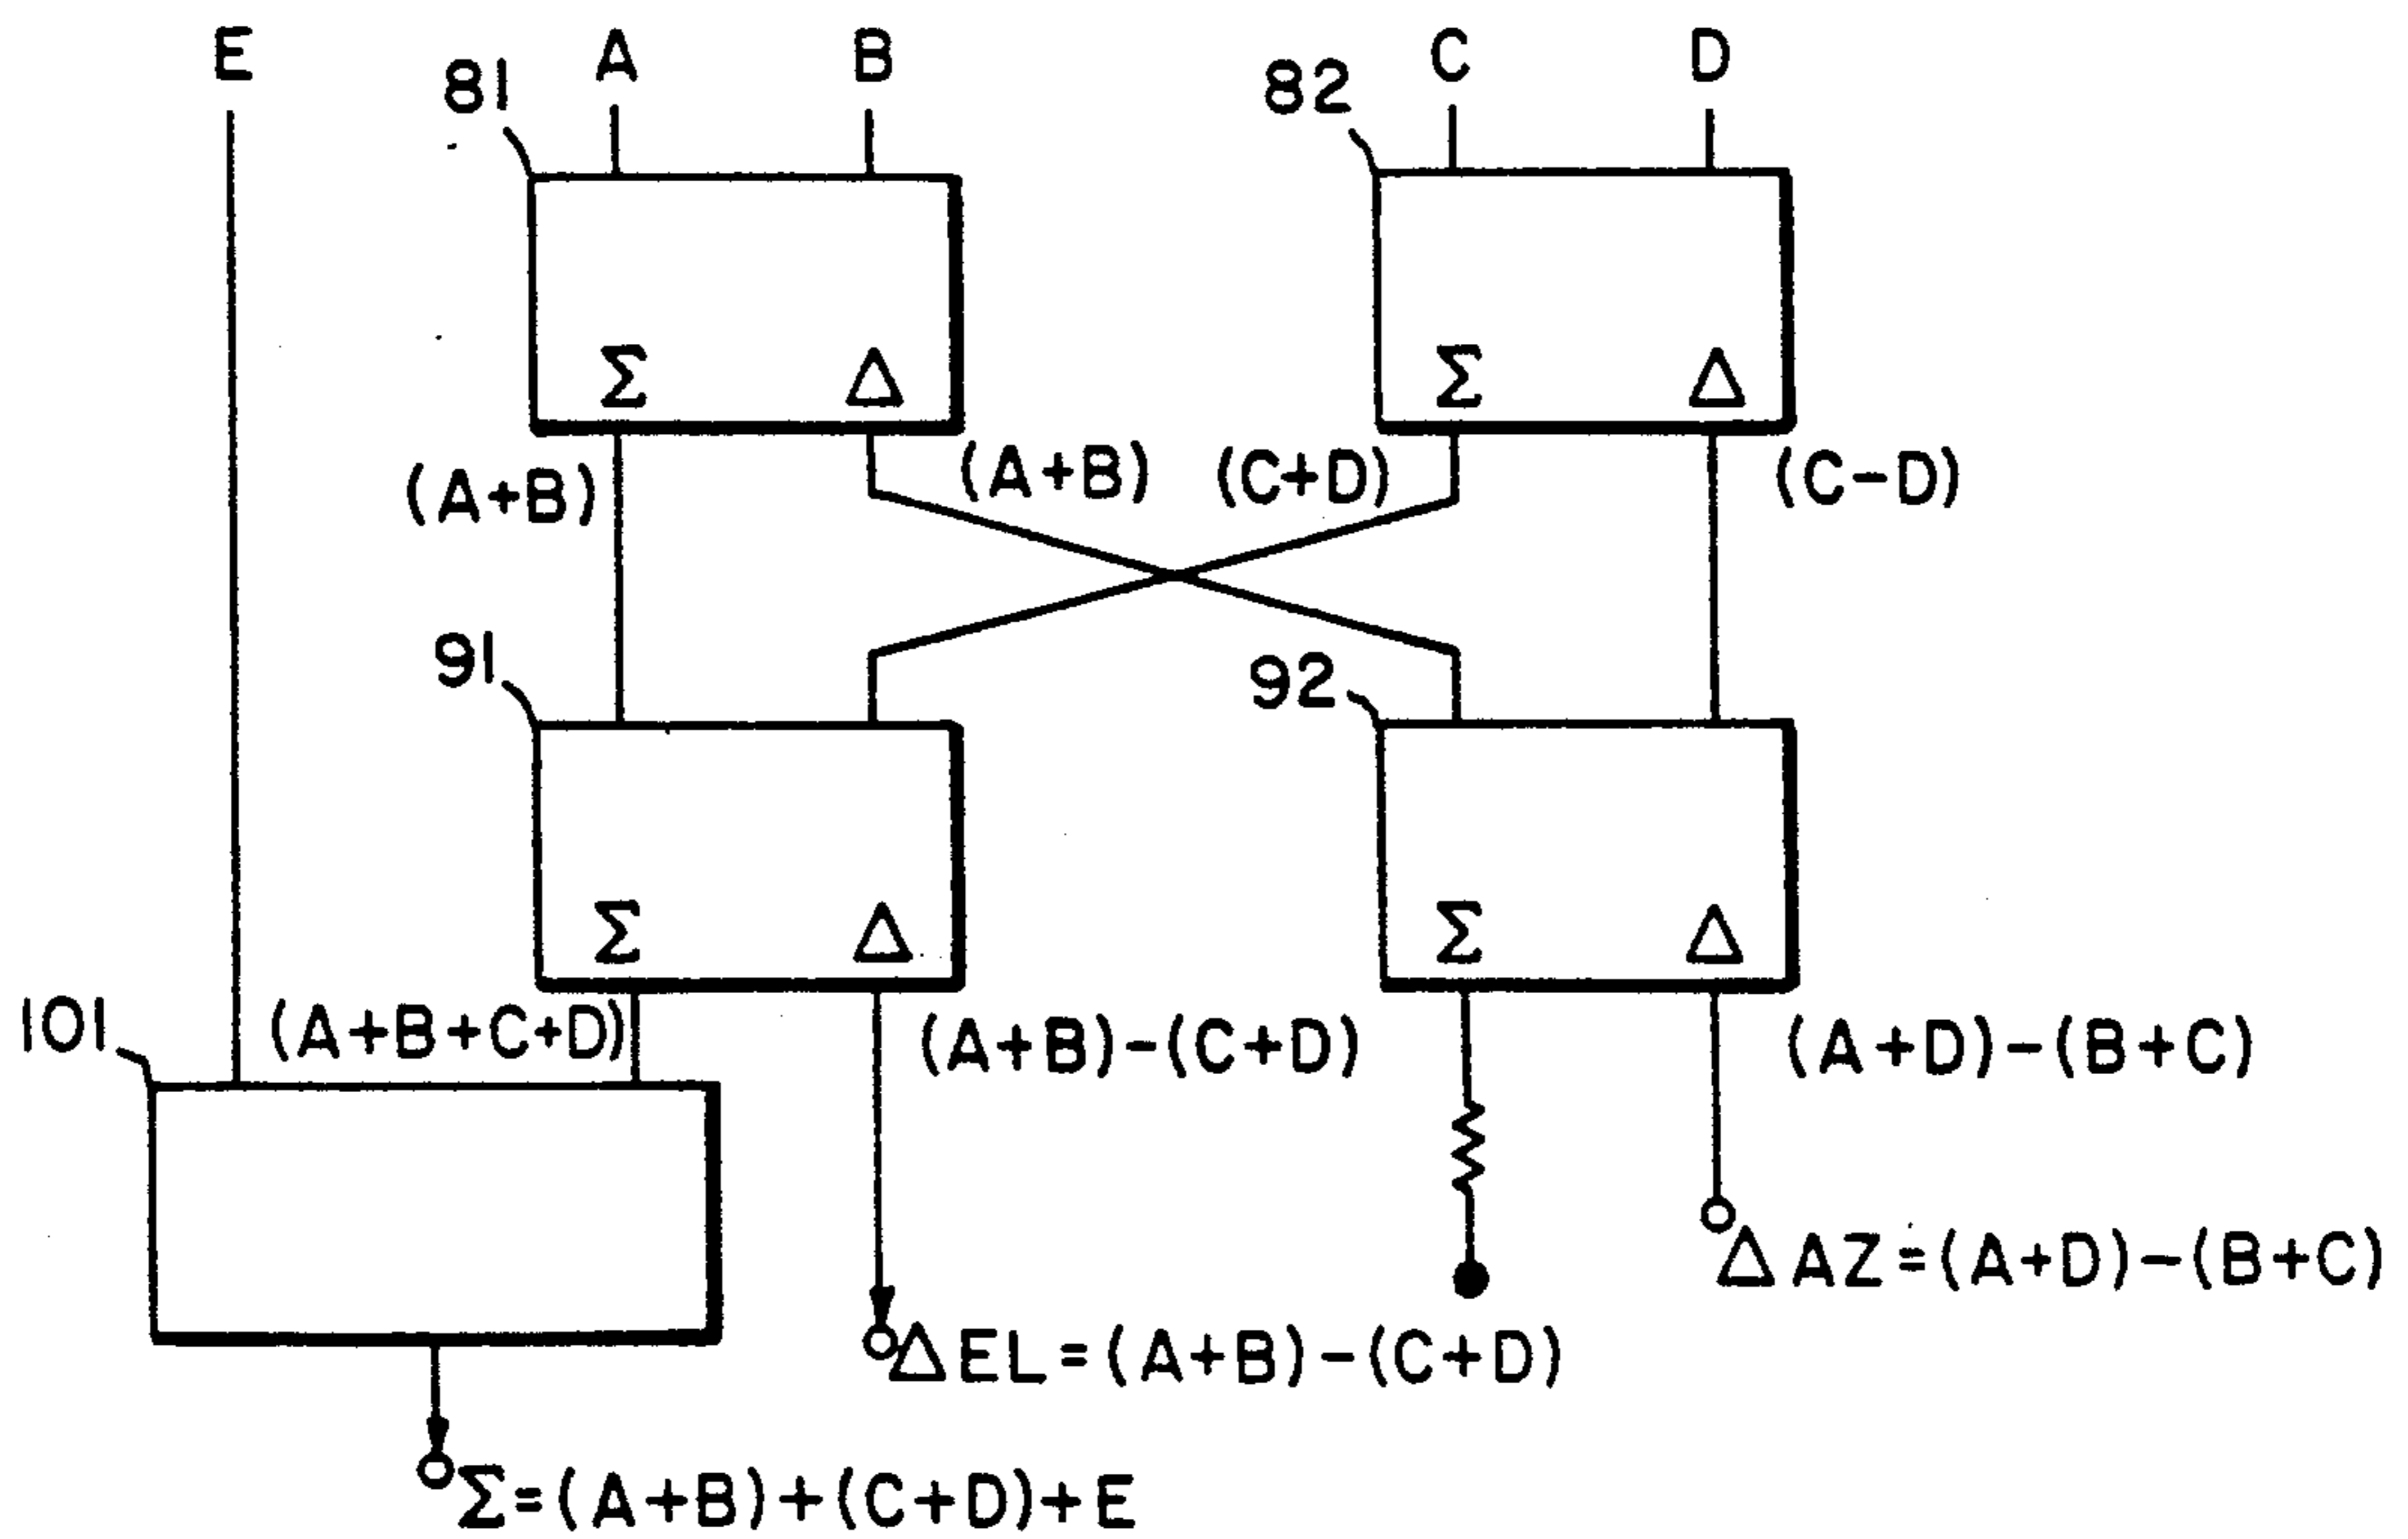 E
81
A
B
82
C
D
Σ
Δ
Σ
Δ
(A+B)
(A+B)
(C+D)
(C-D)
91
92
Σ
Δ
Σ
Δ
101
(A+B+C+D)
(A+B)-(C+D)
(A+D)-(B+C)
ΔAZ=(A+D)-(B+C)
ΔEL=(A+B)-(C+D)
Σ=(A+B)+(C+D)+E